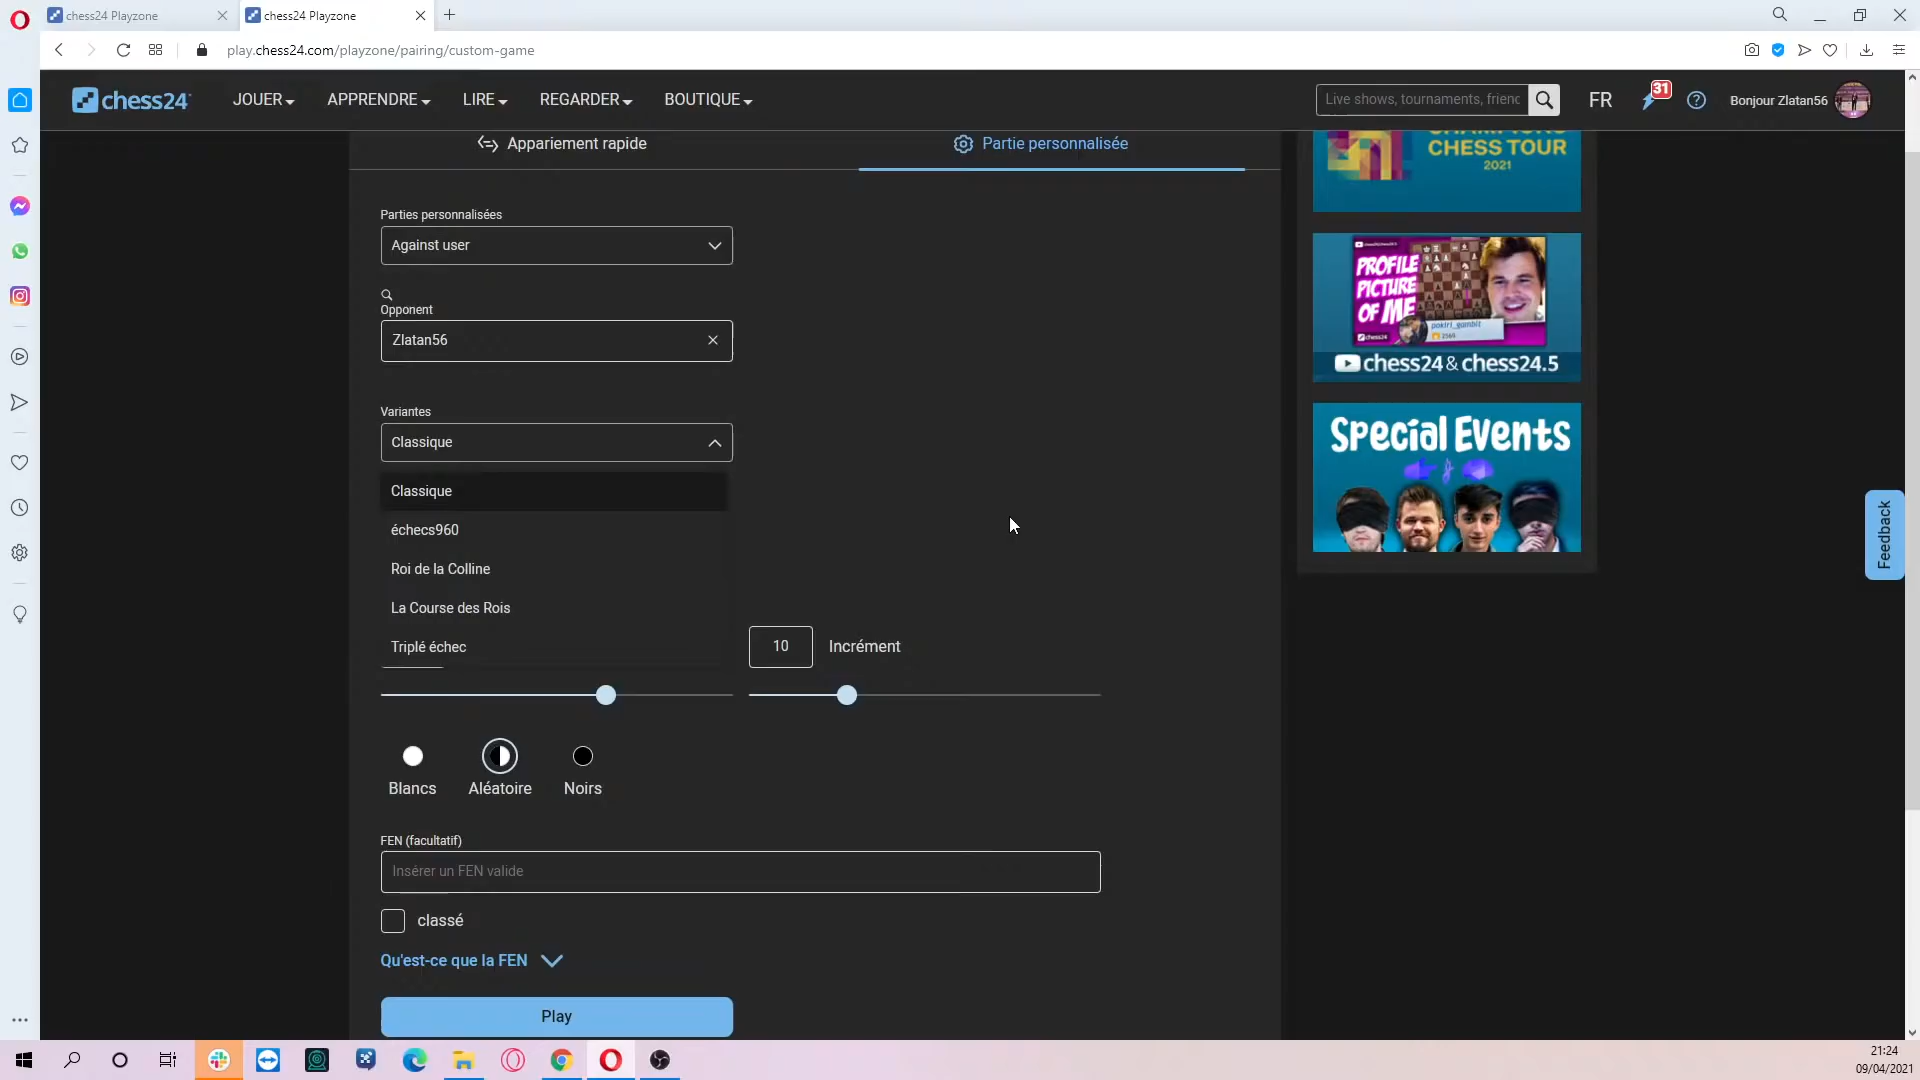 chess24 Playzone
chess24 Playzone
play.chess24.com/playzone/pairing/custom-game
chess24
JOUER
APPRENDRE
LIRE
REGARDER
BOUTIQUE
Live shows, tournaments, frienc
FR
31
Bonjour Zlatan56
Appariement rapide
Partie personnalisée
CHESS TOUR
2021
Parties personnalisées
Against user
Opponent
Zlatan56
PROFILE
PICTURE
OF ME
pokiri_gambit
2569
chess24
chess24 & chess24.5
Variantes
Classique
Classique
échecs960
Roi de la Colline
La Course des Rois
Triplé échec
Special Events
Feedback
10
Incrément
Blancs
Aléatoire
Noirs
FEN (facultatif)
Insérer un FEN valide
classé
Qu'est-ce que la FEN
Play
21:24
09/04/2021